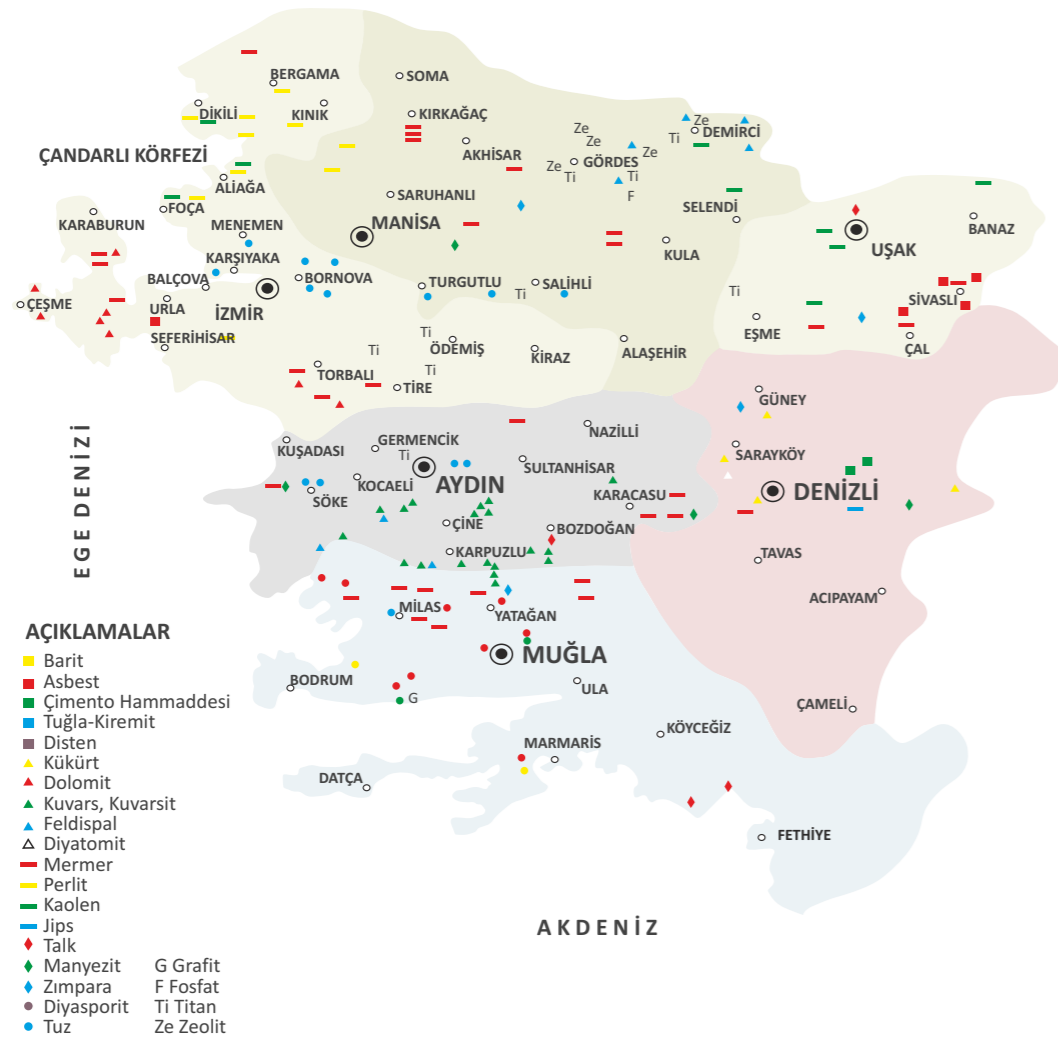 BERGAMA
SOMA
DİKİLİ
KINIK
KIRKAĞAÇ
Ze
Ze
Ti
DEMİRCİ
ÇANDARLI KÖRFEZİ
AKHİSAR
Ze
Ze
GÖRDES
Ze
Ti
Ti
ALİAĞA
F
SARUHANLI
FOÇA
SELENDİ
KARABURUN
MENEMEN
MANİSA
BANAZ
UŞAK
KULA
KARŞIYAKA
BALÇOVA
BORNOVA
TURGUTLU
SALİHLİ
Ti
Ti
SİVASLI
ÇEŞME
URLA
İZMİR
SEFERİHİSAR
Ti
ÖDEMİŞ
Ti
Ti
KİRAZ
ALAŞEHİR
EŞME
ÇAL
TORBALI
TİRE
GÜNEY
EGE DENİZİ
KUŞADASI
GERMENCİK
Ti
NAZİLLİ
SULTANHİSAR
SARAYKÖY
KOCAELİ
AYDIN
SÖKE
KARACASU
DENİZLİ
ÇİNE
BOZDOĞAN
KARPUZLU
TAVAS
MİLAS
YATAĞAN
ACIPAYAM
MUĞLA
BODRUM
G
ULA
ÇAMELİ
KÖYCEĞİZ
MARMARİS
DATÇA
FETHİYE
AKDENİZ
AÇIKLAMALAR
Barit
Asbest
Çimento Hammaddesi
Tuğla-Kiremit
Disten
Kükürt
Dolomit
Kuvars, Kuvarsit
Feldispal
Diyatomit
Mermer
Perlit
Kaolen
Jips
Talk
Manyezit G Grafit
Zımpara F Fosfat
Diyasporit Ti Titan
Tuz Ze Zeolit